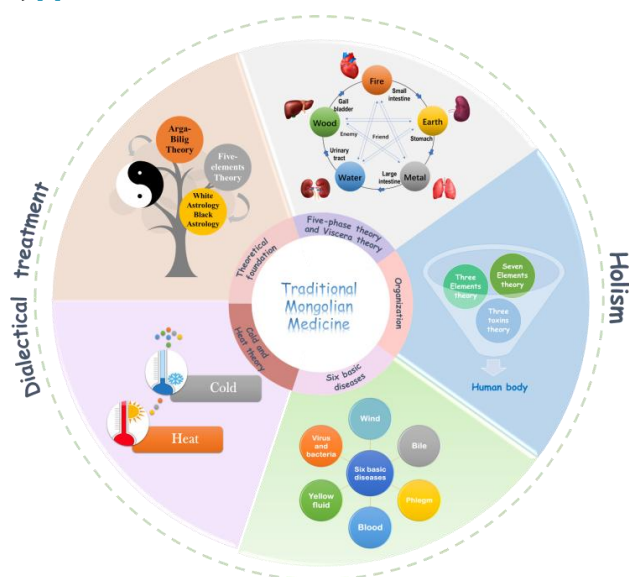 Dialectical treatment
Holism
Traditional
Mongolian
Medicine
Theoretical
foundation
Five-phase theory
and Viscera theory
Organization
Six basic
diseases
Cold and
Heat theory
Arga-
Bilig
Theory
Five-
elements
Theory
White
Astrology
Black
Astrology
Fire
Small
intestine
Earth
Stomach
Metal
Large
intestine
Water
Urinary
tract
Wood
Gall
bladder
Enemy
Friend
Three
Elements
theory
Seven
Elements
theory
Three
toxins
theory
Human body
Wind
Bile
Phlegm
Blood
Yellow
fluid
Virus
and
bacteria
Six basic
diseases
Cold
Heat